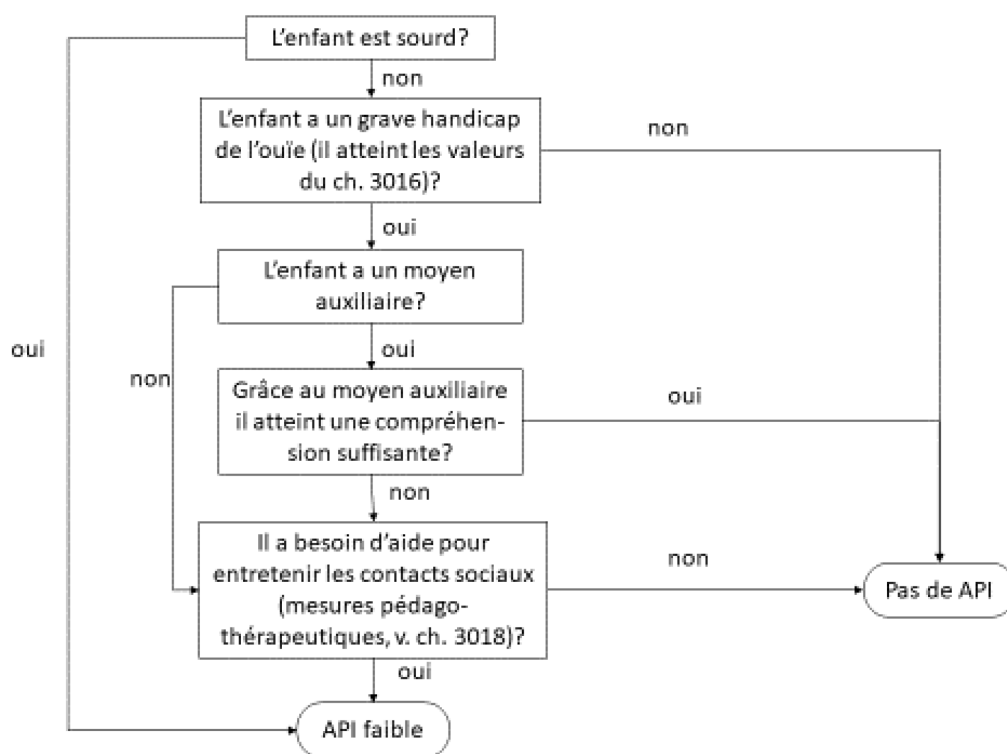 L'enfant est sourd?
non
L'enfant a un grave handicap
de l'ouïe (il atteint les valeurs
du ch. 3016)?
non
oui
L'enfant a un moyen
auxiliaire?
oui
non
oui
Grâce au moyen auxiliaire
il atteint une compréhen-
sion suffisante?
oui
non
Il a besoin d'aide pour
entretenir les contacts sociaux
(mesures pédago-
thérapeutiques, v. ch. 3018)?
non
Pas de API
oui
API faible